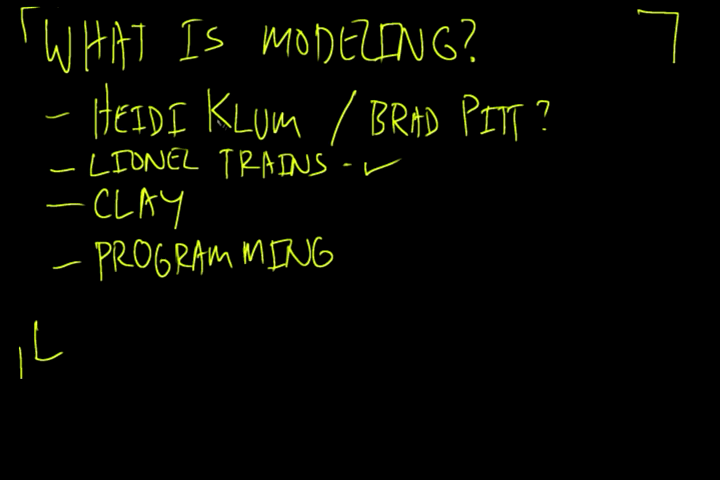 WHAT IS MODELING?
- HEIDI KLUM / BRAD PITT?
- LIONEL TRAINS - ✓
- CLAY
- PROGRAMMING